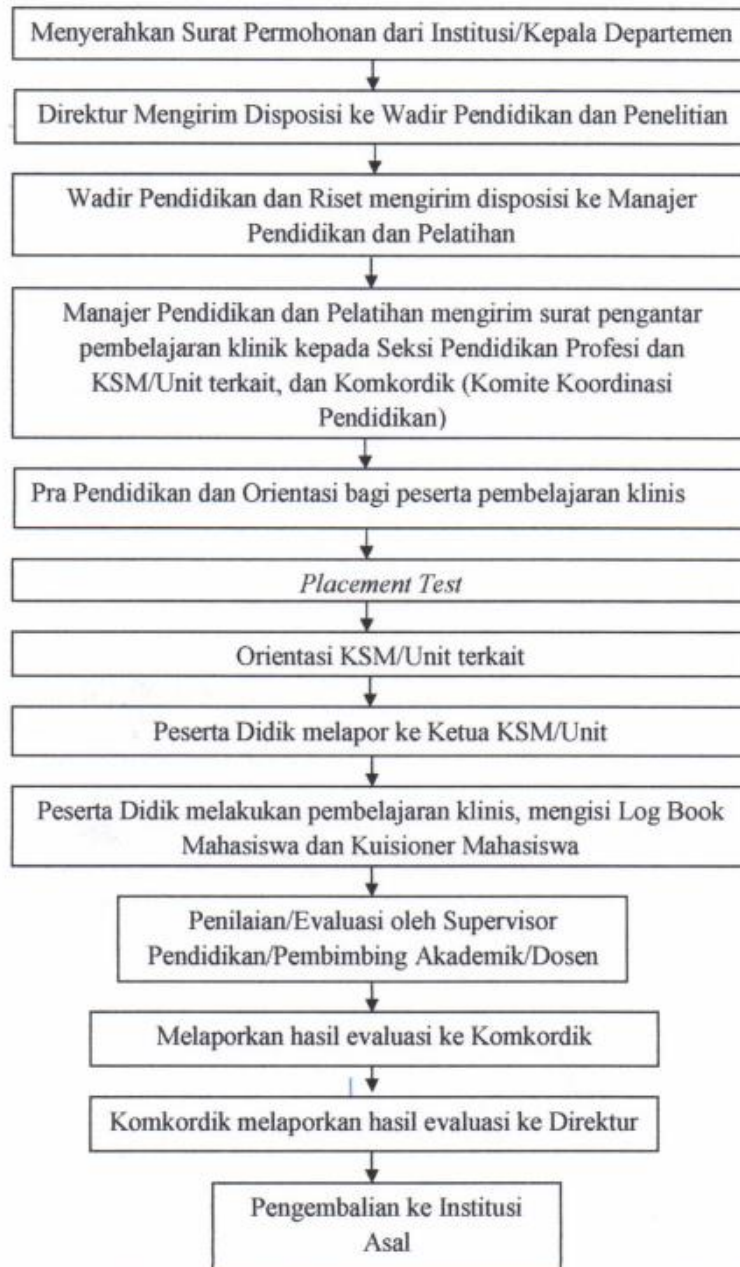 Menyerahkan Surat Permohonan dari Institusi/Kepala Departemen
Direktur Mengirim Disposisi ke Wadir Pendidikan dan Penelitian
Wadir Pendidikan dan Riset mengirim disposisi ke Manajer
Pendidikan dan Pelatihan
Manajer Pendidikan dan Pelatihan mengirim surat pengantar
pembelajaran klinik kepada Seksi Pendidikan Profesi dan
KSM/Unit terkait, dan Komkordik (Komite Koordinasi
Pendidikan)
Pra Pendidikan dan Orientasi bagi peserta pembelajaran klinis
Placement Test
Orientasi KSM/Unit terkait
Peserta Didik melapor ke Ketua KSM/Unit
Peserta Didik melakukan pembelajaran klinis, mengisi Log Book
Mahasiswa dan Kuisioner Mahasiswa
Penilaian/Evaluasi oleh Supervisor
Pendidikan/Pembimbing Akademik/Dosen
Melaporkan hasil evaluasi ke Komkordik
Komkordik melaporkan hasil evaluasi ke Direktur
Pengembalian ke Institusi
Asal